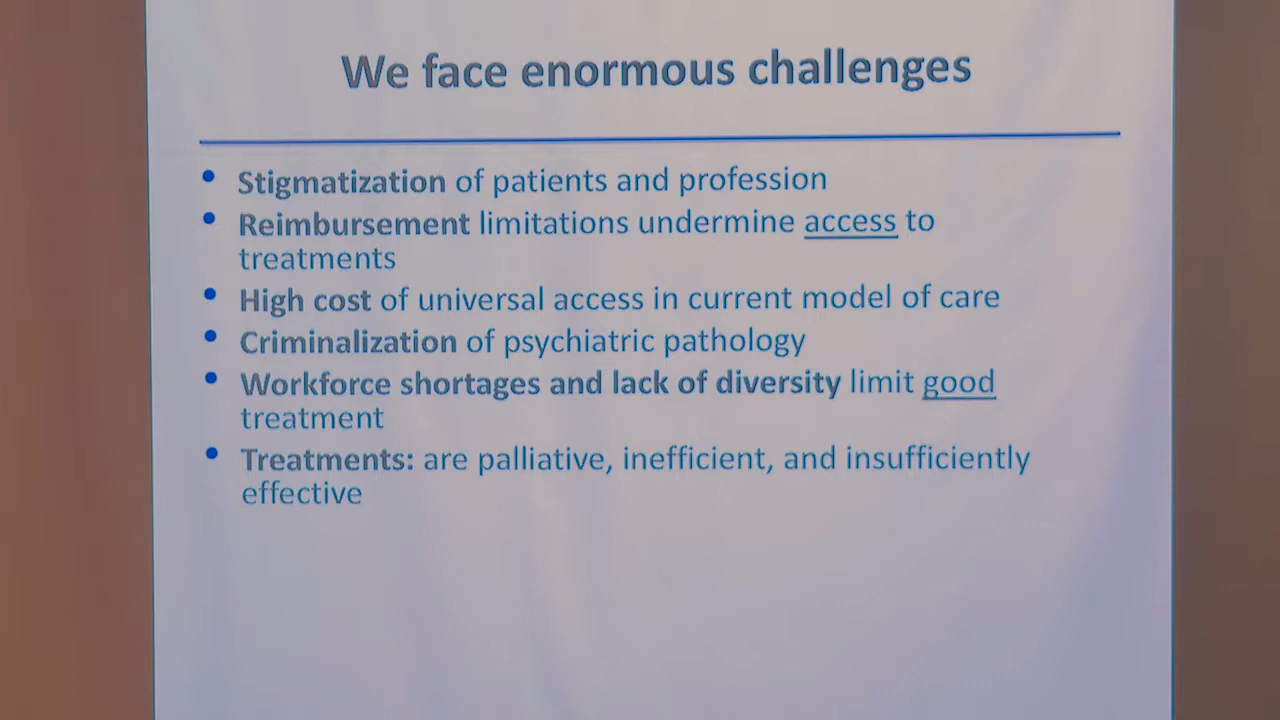 We face enormous challenges
• Stigmatization of patients and profession
• Reimbursement limitations undermine access to
treatments
• High cost of universal access in current model of care
• Criminalization of psychiatric pathology
• Workforce shortages and lack of diversity limit good
treatment
• Treatments: are palliative, inefficient, and insufficiently
effective